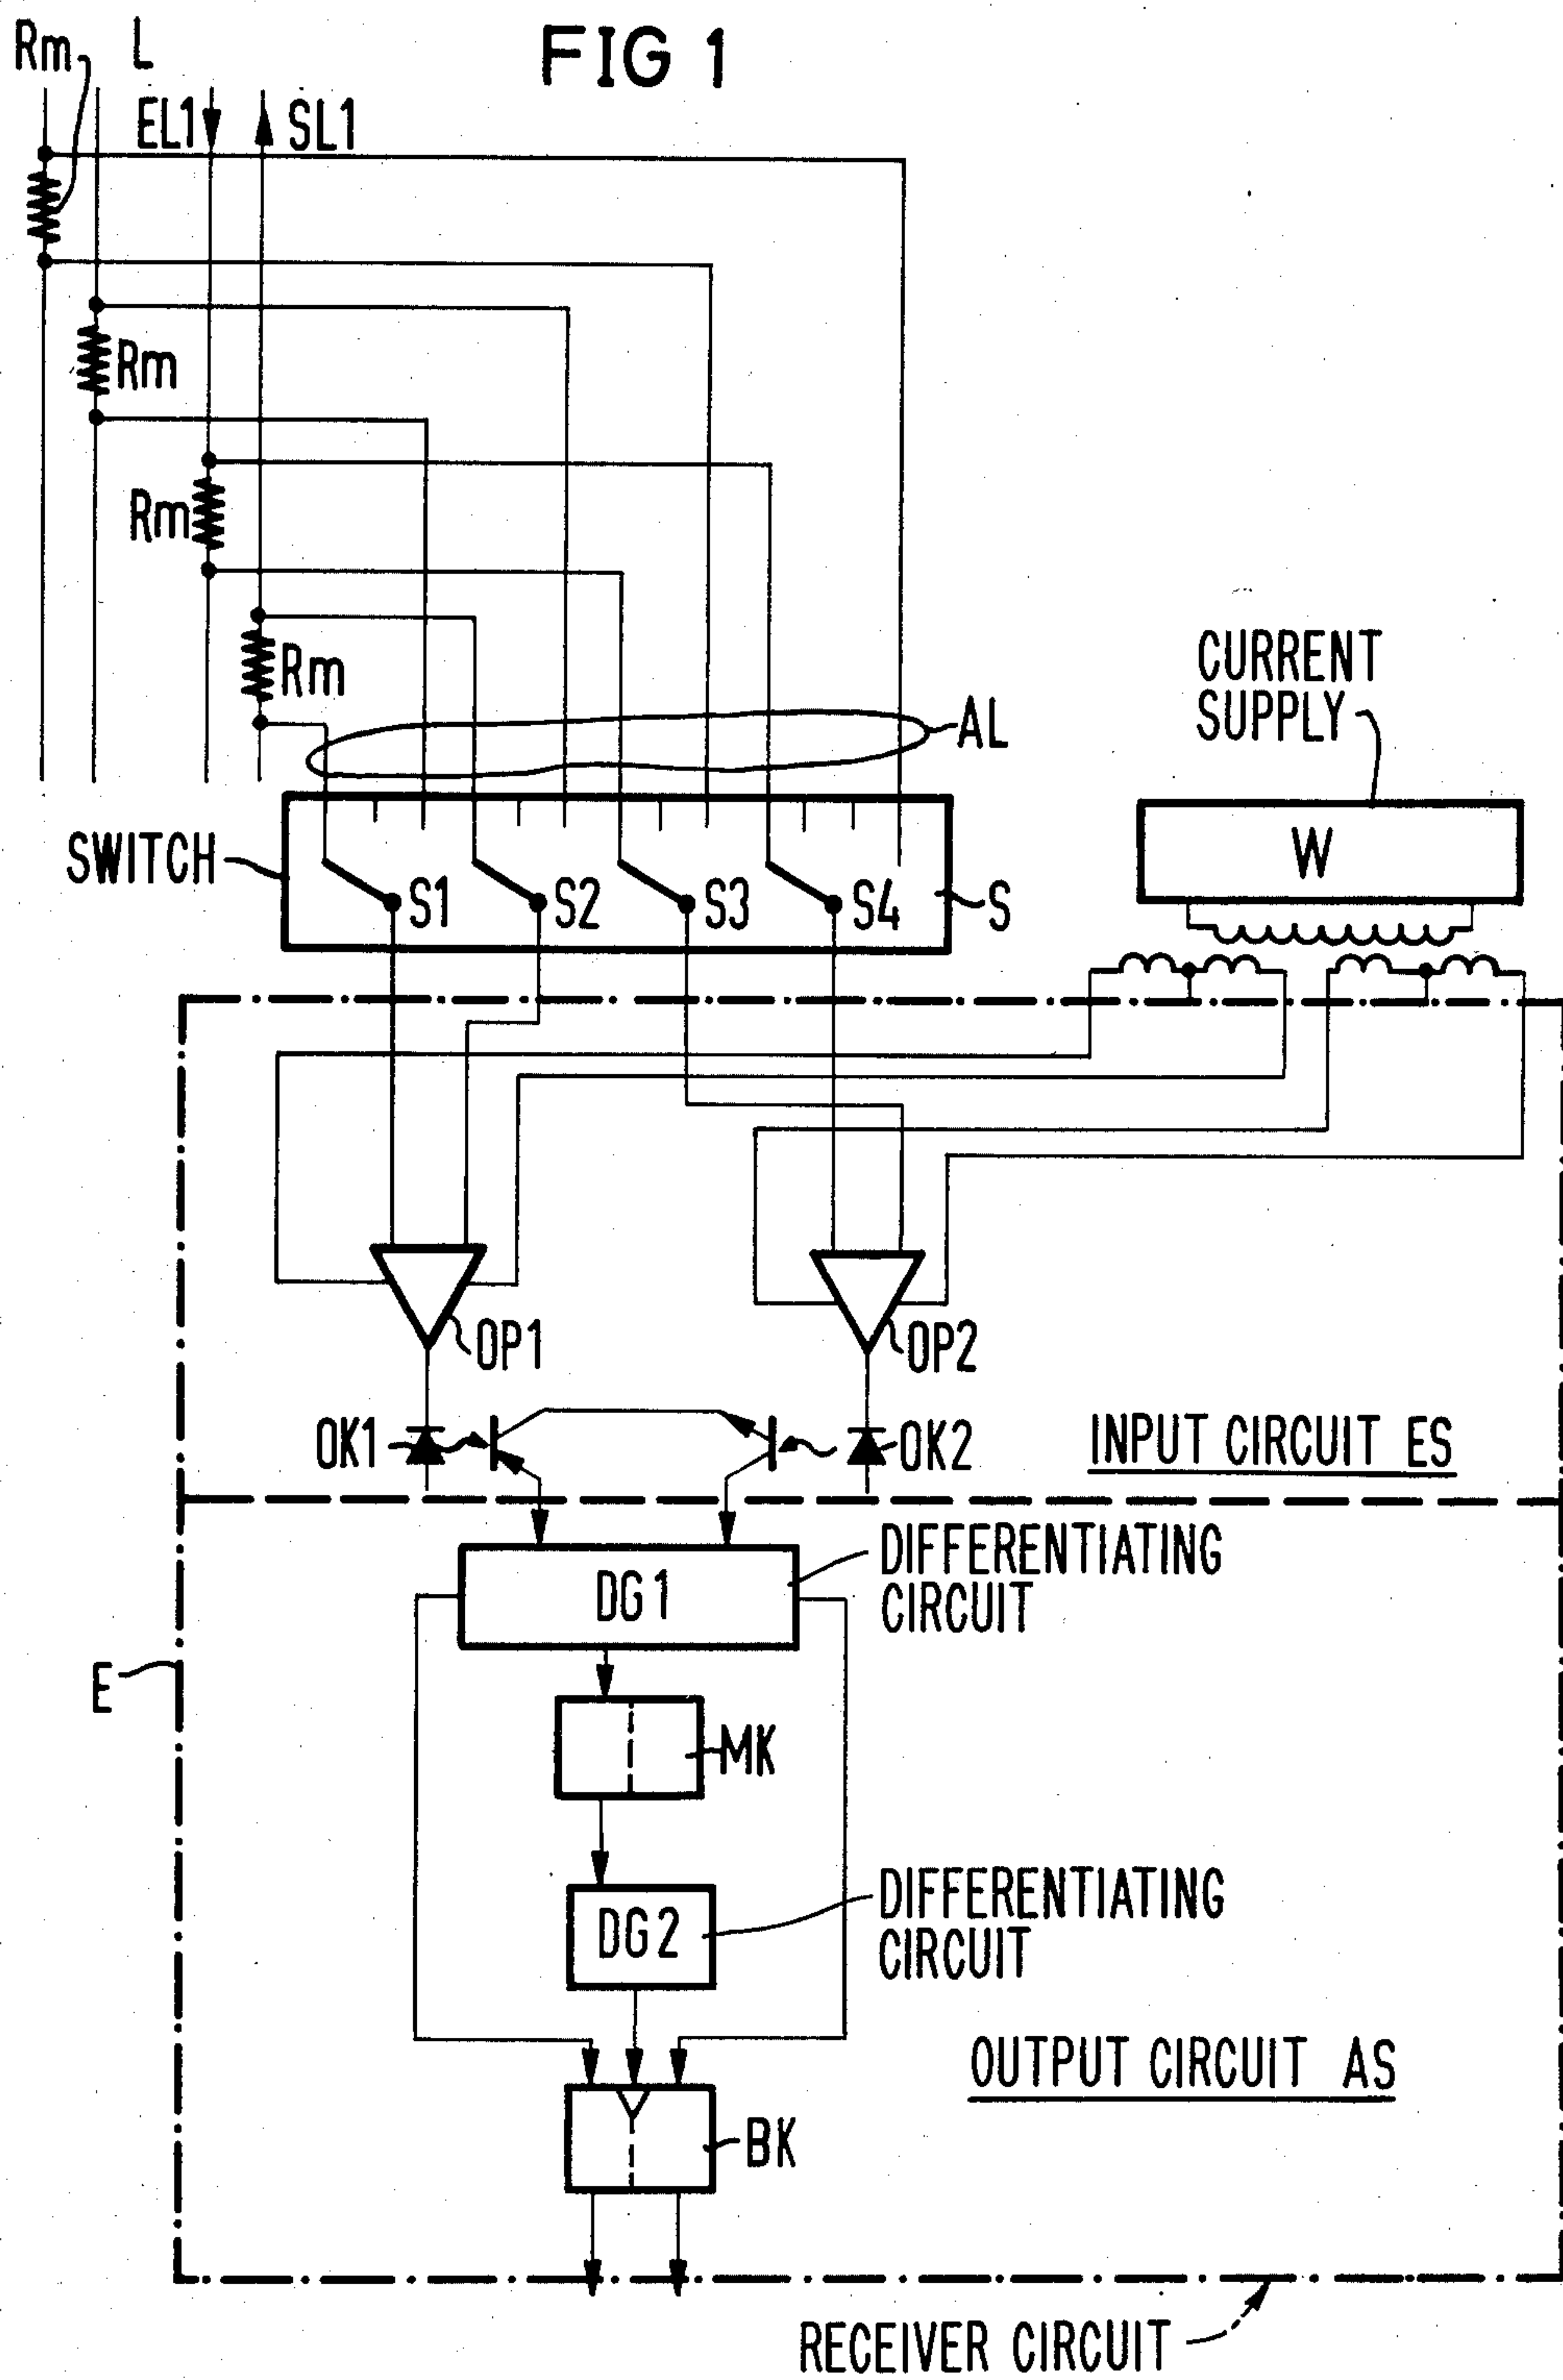 FIG 1
Rm
L
EL1
SL1
Rm
Rm
Rm
CURRENT
SUPPLY
AL
SWITCH
W
S1
S2
S3
S4
S
OP1
OP2
OK1
OK2
INPUT CIRCUIT ES
DIFFERENTIATING
CIRCUIT
DG1
E
MK
DIFFERENTIATING
CIRCUIT
DG2
OUTPUT CIRCUIT AS
BK
RECEIVER CIRCUIT